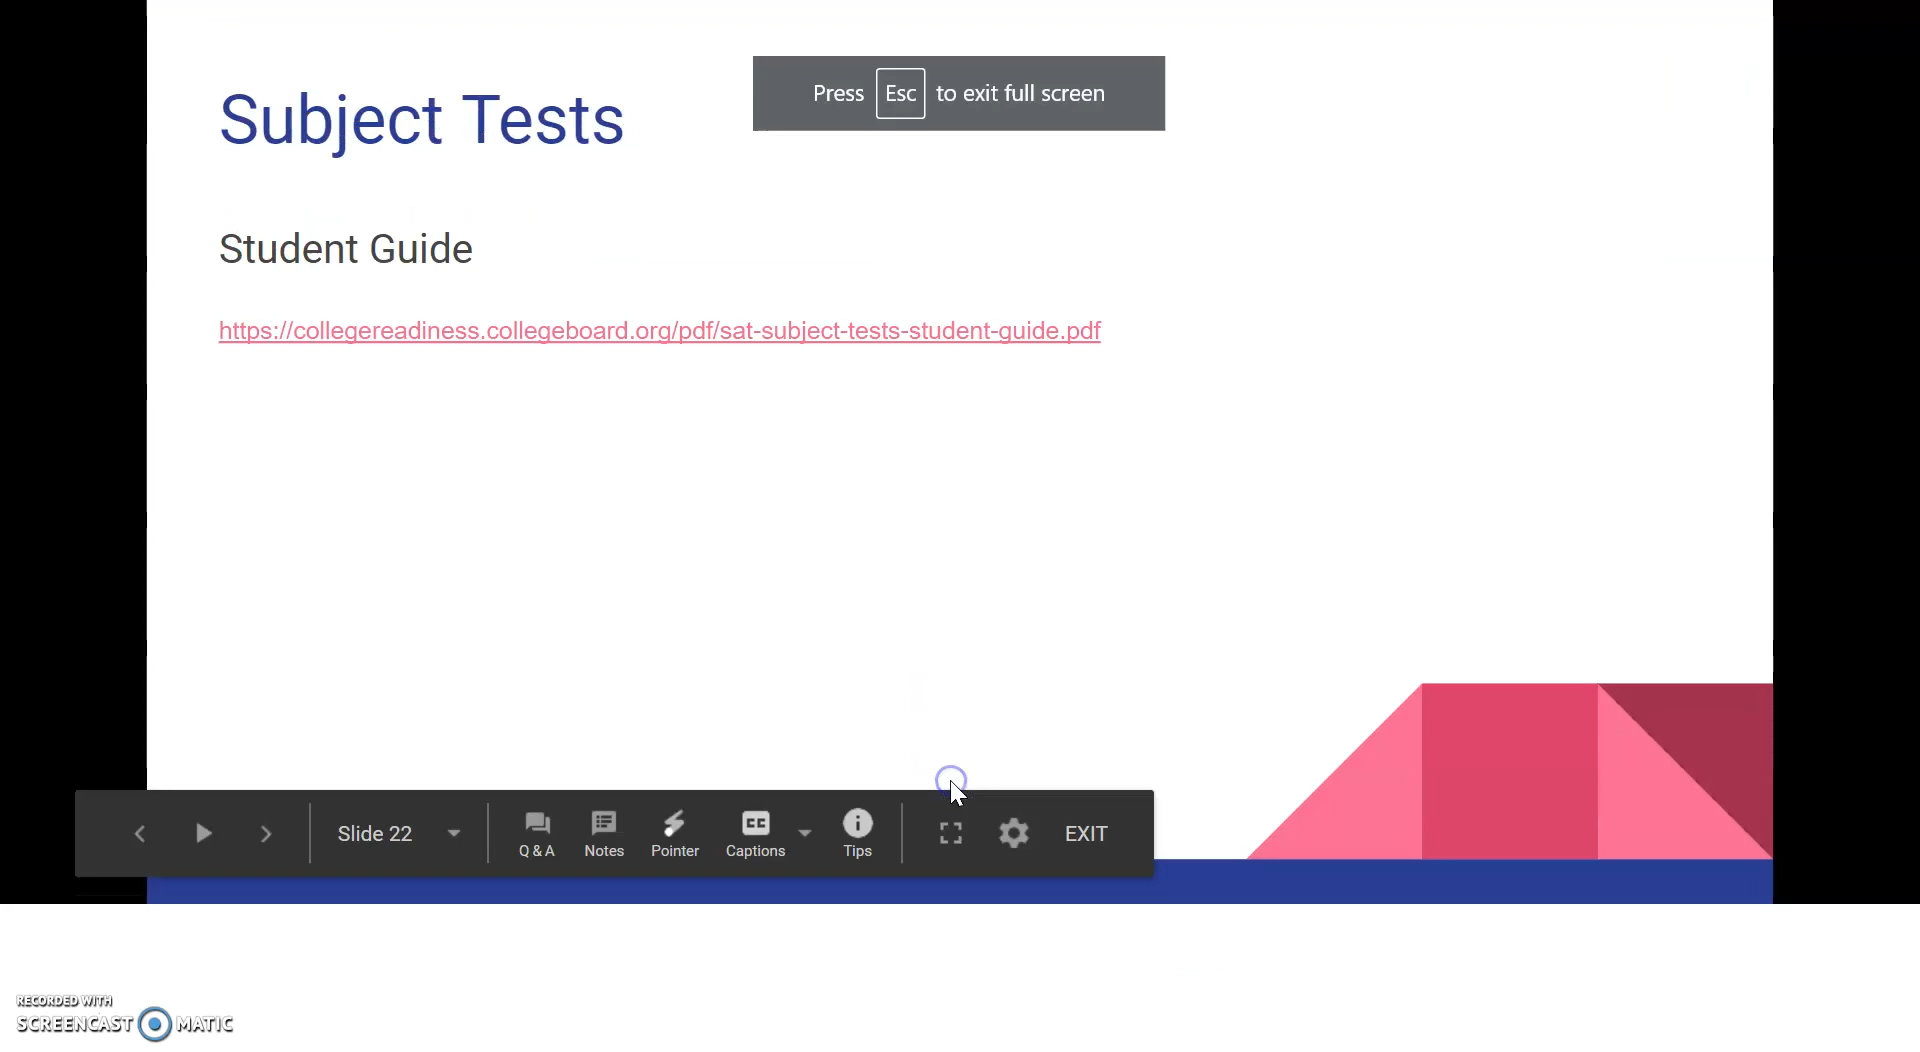 Subject Tests
Press Esc to exit full screen
Student Guide
https://collegereadiness.collegeboard.org/pdf/sat-subject-tests-student-guide.pdf
Slide 22
Q & A
Notes
Pointer
CC
Captions
Tips
EXIT
RECORDED WITH
SCREENCAST MATIC